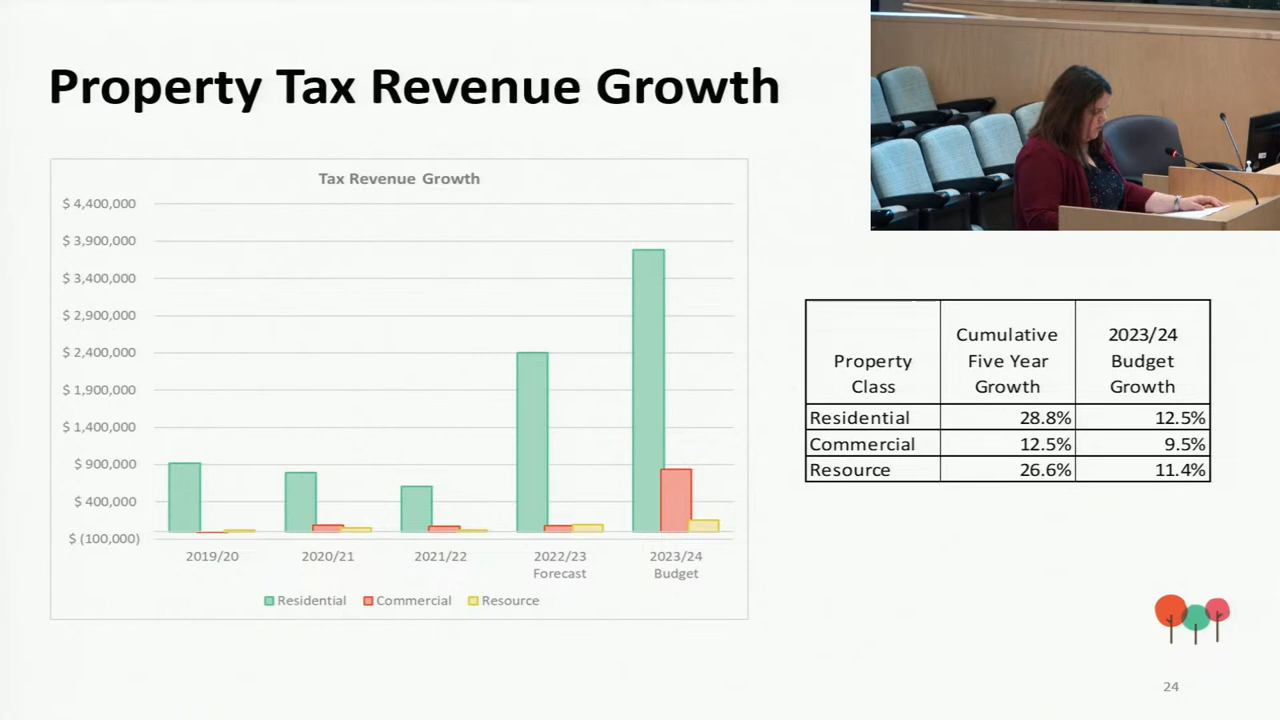 Property Tax Revenue Growth
Tax Revenue Growth
$ 4,400,000
$ 3,900,000
$ 3,400,000
$ 2,900,000
$ 2,400,000
$ 1,900,000
$ 1,400,000
$ 900,000
$ 400,000
$ (100,000)
2019/20 2020/21 2021/22 2022/23 2023/24
Forecast Budget
Residential Commercial Resource
Cumulative 2023/24
Property Five Year Budget
Class Growth Growth
Residential 28.8% 12.5%
Commercial 12.5% 9.5%
Resource 26.6% 11.4%
24